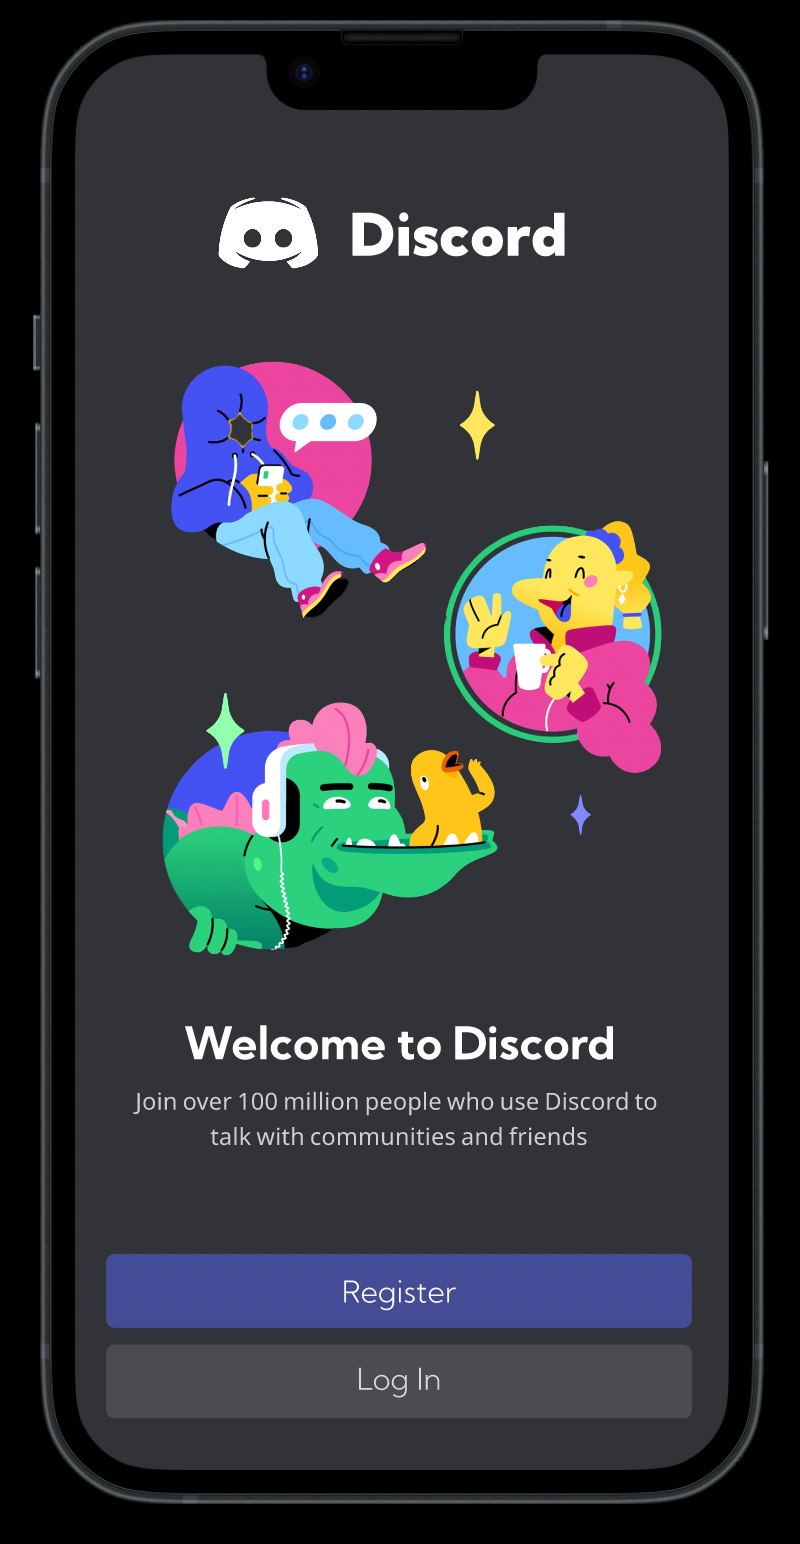 Discord
Welcome to Discord
Join over 100 million people who use Discord to
talk with communities and friends
Register
Log In